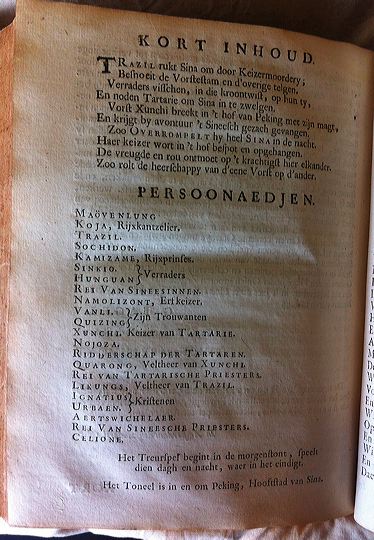 KORT INHOUD.
TRAZIL rukt Sina om door Keizermoordery;
Besnoeit de Vorstestam en d'overige telgen,
Verraders visschen, in die kroontwist, op hun ty,
En noden Tartarie om Sina in te zwelgen.
Vorst Xunchi breekt in 't hof van Peking met zijn magt,
En krijgt by avontuur 't Sineesch gezach gevangen,
Zoo OVERROMPELT hy heel SINA in de nacht.
Haer keizer wort in 't hof bespot en opgehangen.
De vreugde en rou ontmoet op 't krachtigst hier elkander.
Zoo rolt de heerschappy van d'eene Vorst op d'ander.
PERSOONAEDJEN.
MAOVENLUNG
KOJA, Rijxkantzelier.
TRAZIL.
SOCHIDON.
KAMIZAME, Rijxprinses.
SINKIO.
HUNGUAN } Verraders
REI VAN SINEESINNEN.
NAMOLIZONT, Erfkeizer.
VANLI.
QUIZING } Zijn Trouwanten
XUNCHI. Keizer van TARTARIE.
NOJOZA.
RIDDERSCHAP DER TARTAREN.
QUARONG, Veltheer van XUNCHI.
REI VAN TARTARISCHE PRIESTERS.
LIKUNGS, Veltheer van TRAZIL.
IGNATIUS
URBAEN. } Kristenen
AERTSWICHELAER.
REI VAN SINEESCHE PRIESTERS.
CELIONE.
Het Treurspel begint in de morgenstont, speelt
dien dagh en nacht, waer in het eindigt.
Het Toneel is in en om Peking, Hoofdstad van Sina.